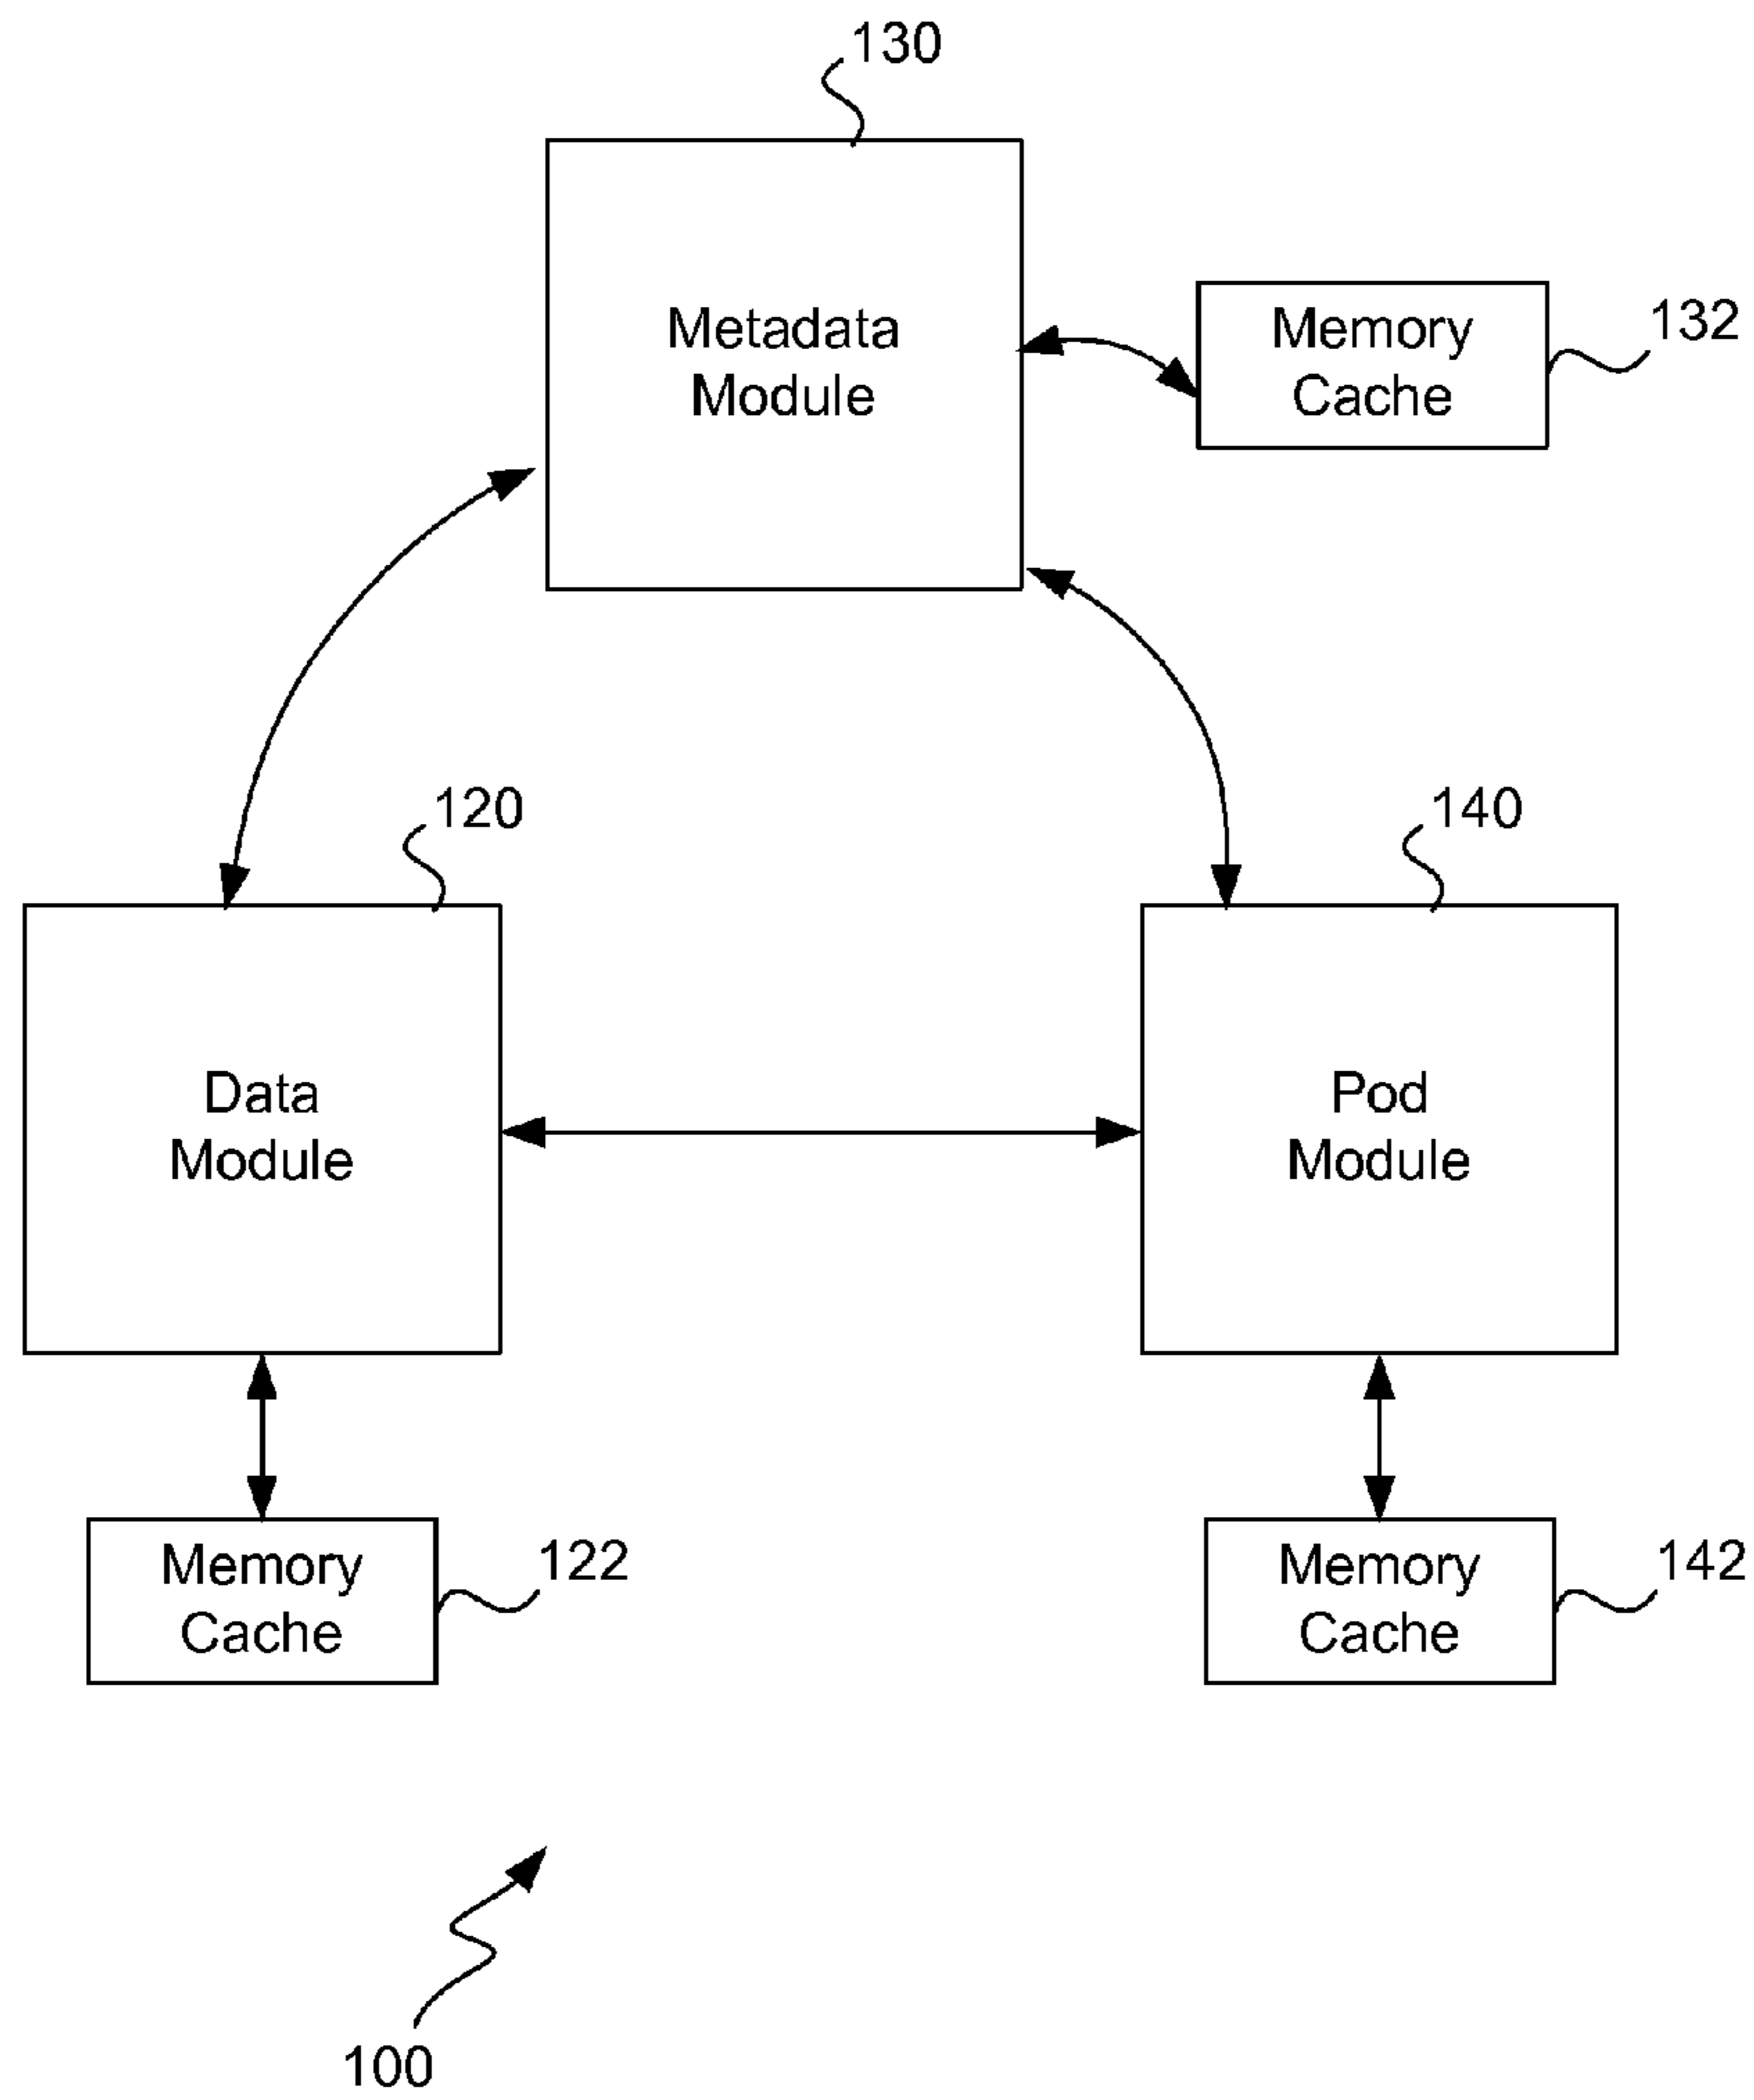 130
Metadata
Module
Memory
Cache
132
120
140
Data
Module
Pod
Module
Memory
Cache
122
Memory
Cache
142
100